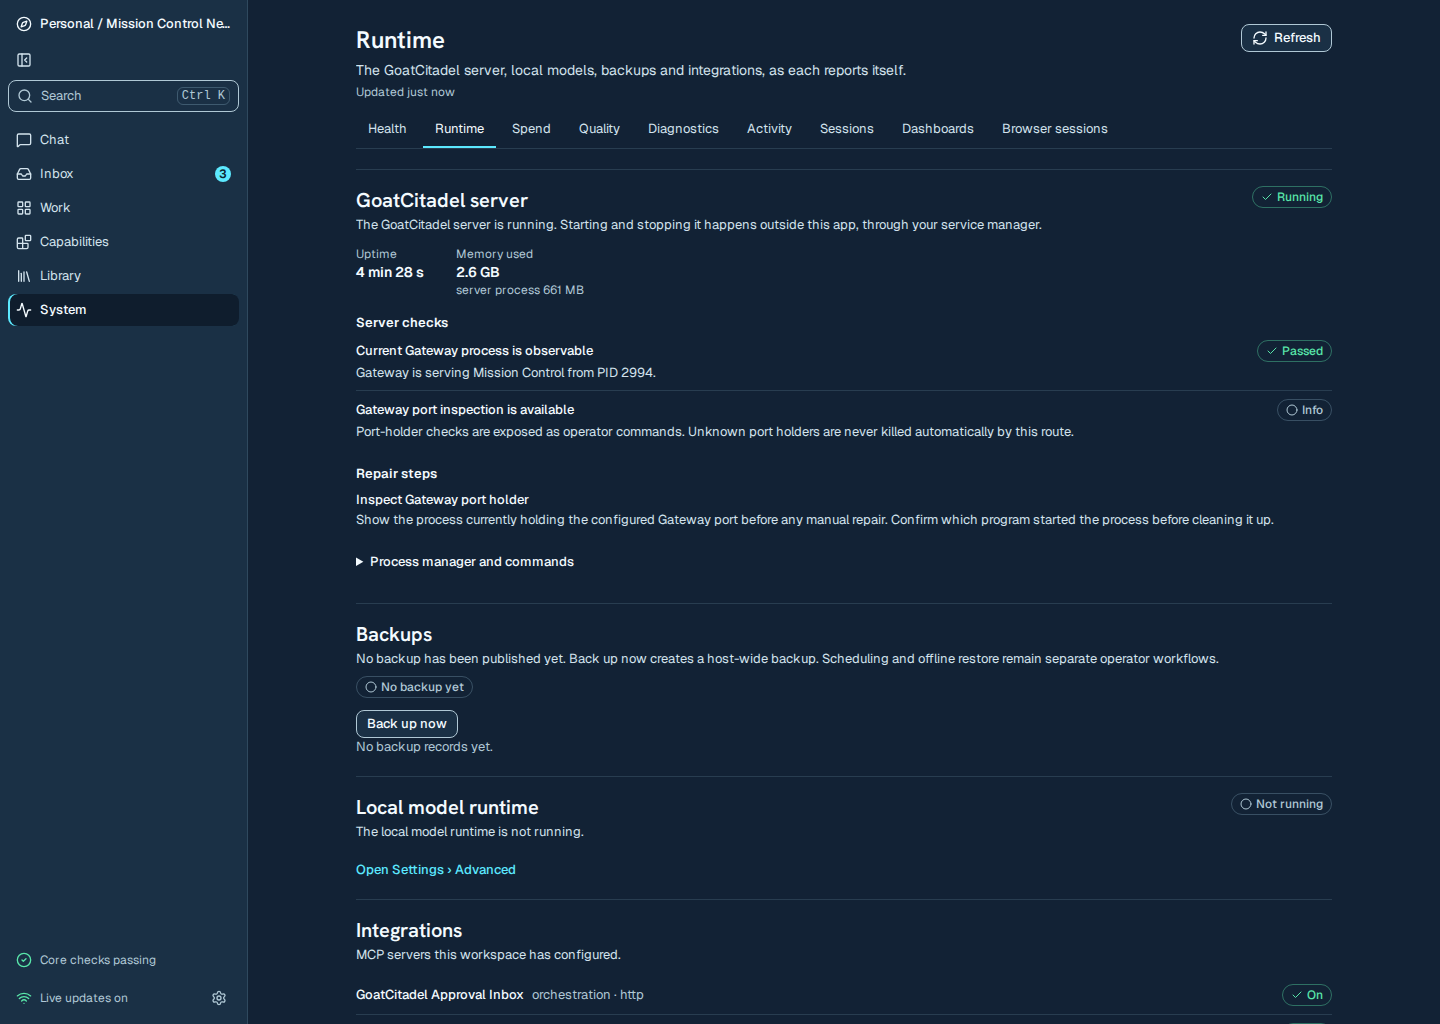 Personal / Mission Control Ne...
Search
Ctrl K
Chat
Inbox
3
Work
Capabilities
Library
System
Core checks passing
Live updates on
Runtime
Refresh
The GoatCitadel server, local models, backups and integrations, as each reports itself.
Updated just now
Health
Runtime
Spend
Quality
Diagnostics
Activity
Sessions
Dashboards
Browser sessions
GoatCitadel server
Running
The GoatCitadel server is running. Starting and stopping it happens outside this app, through your service manager.
Uptime
4 min 28 s
Memory used
2.6 GB
server process 661 MB
Server checks
Current Gateway process is observable
Passed
Gateway is serving Mission Control from PID 2994.
Gateway port inspection is available
Info
Port-holder checks are exposed as operator commands. Unknown port holders are never killed automatically by this route.
Repair steps
Inspect Gateway port holder
Show the process currently holding the configured Gateway port before any manual repair. Confirm which program started the process before cleaning it up.
Process manager and commands
Backups
No backup has been published yet. Back up now creates a host-wide backup. Scheduling and offline restore remain separate operator workflows.
No backup yet
Back up now
No backup records yet.
Local model runtime
Not running
The local model runtime is not running.
Open Settings › Advanced
Integrations
MCP servers this workspace has configured.
GoatCitadel Approval Inbox orchestration · http
On